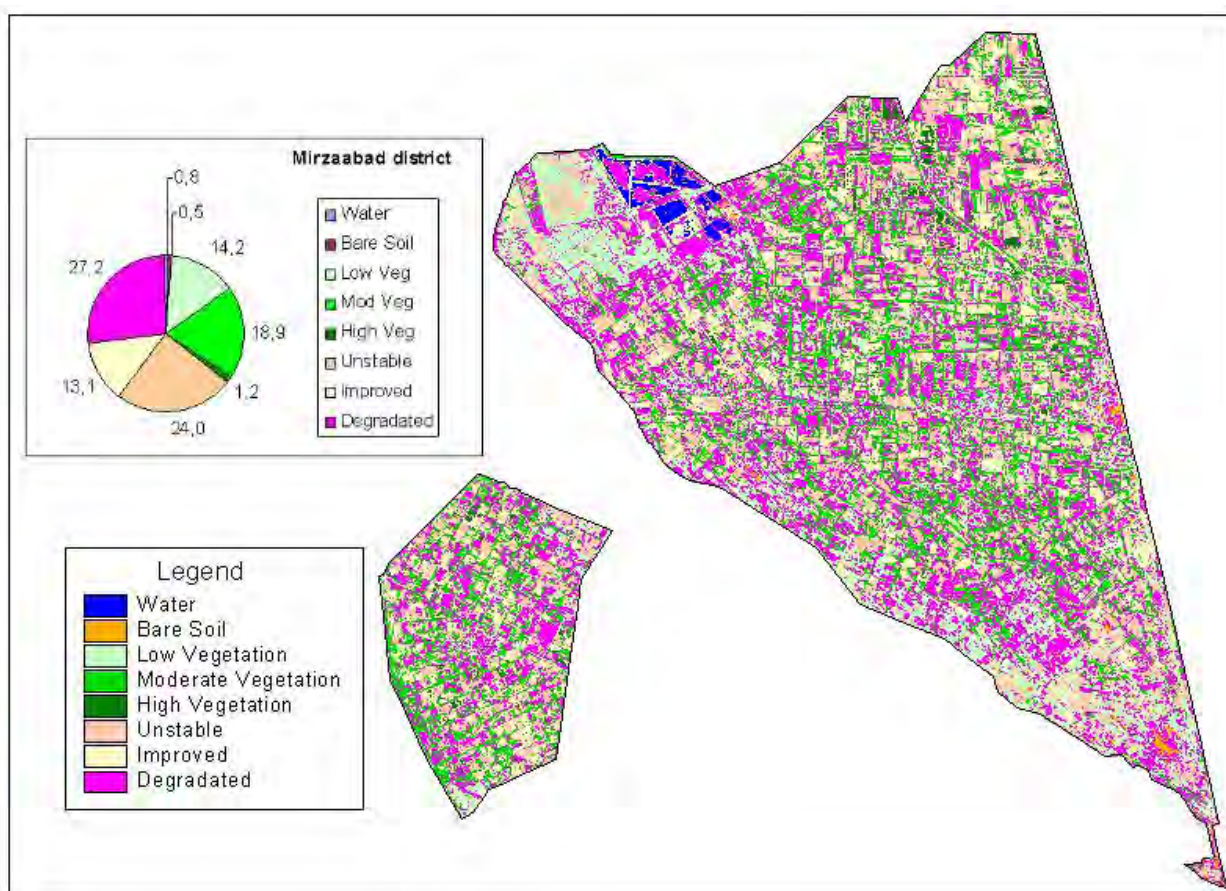 Mirzaabad district
0,8
0,5
14,2
27,2
18,9
13,1
1,2
24,0
Water
Bare Soil
Low Veg
Mod Veg
High Veg
Unstable
Improved
Degradated
Legend
Water
Bare Soil
Low Vegetation
Moderate Vegetation
High Vegetation
Unstable
Improved
Degradated